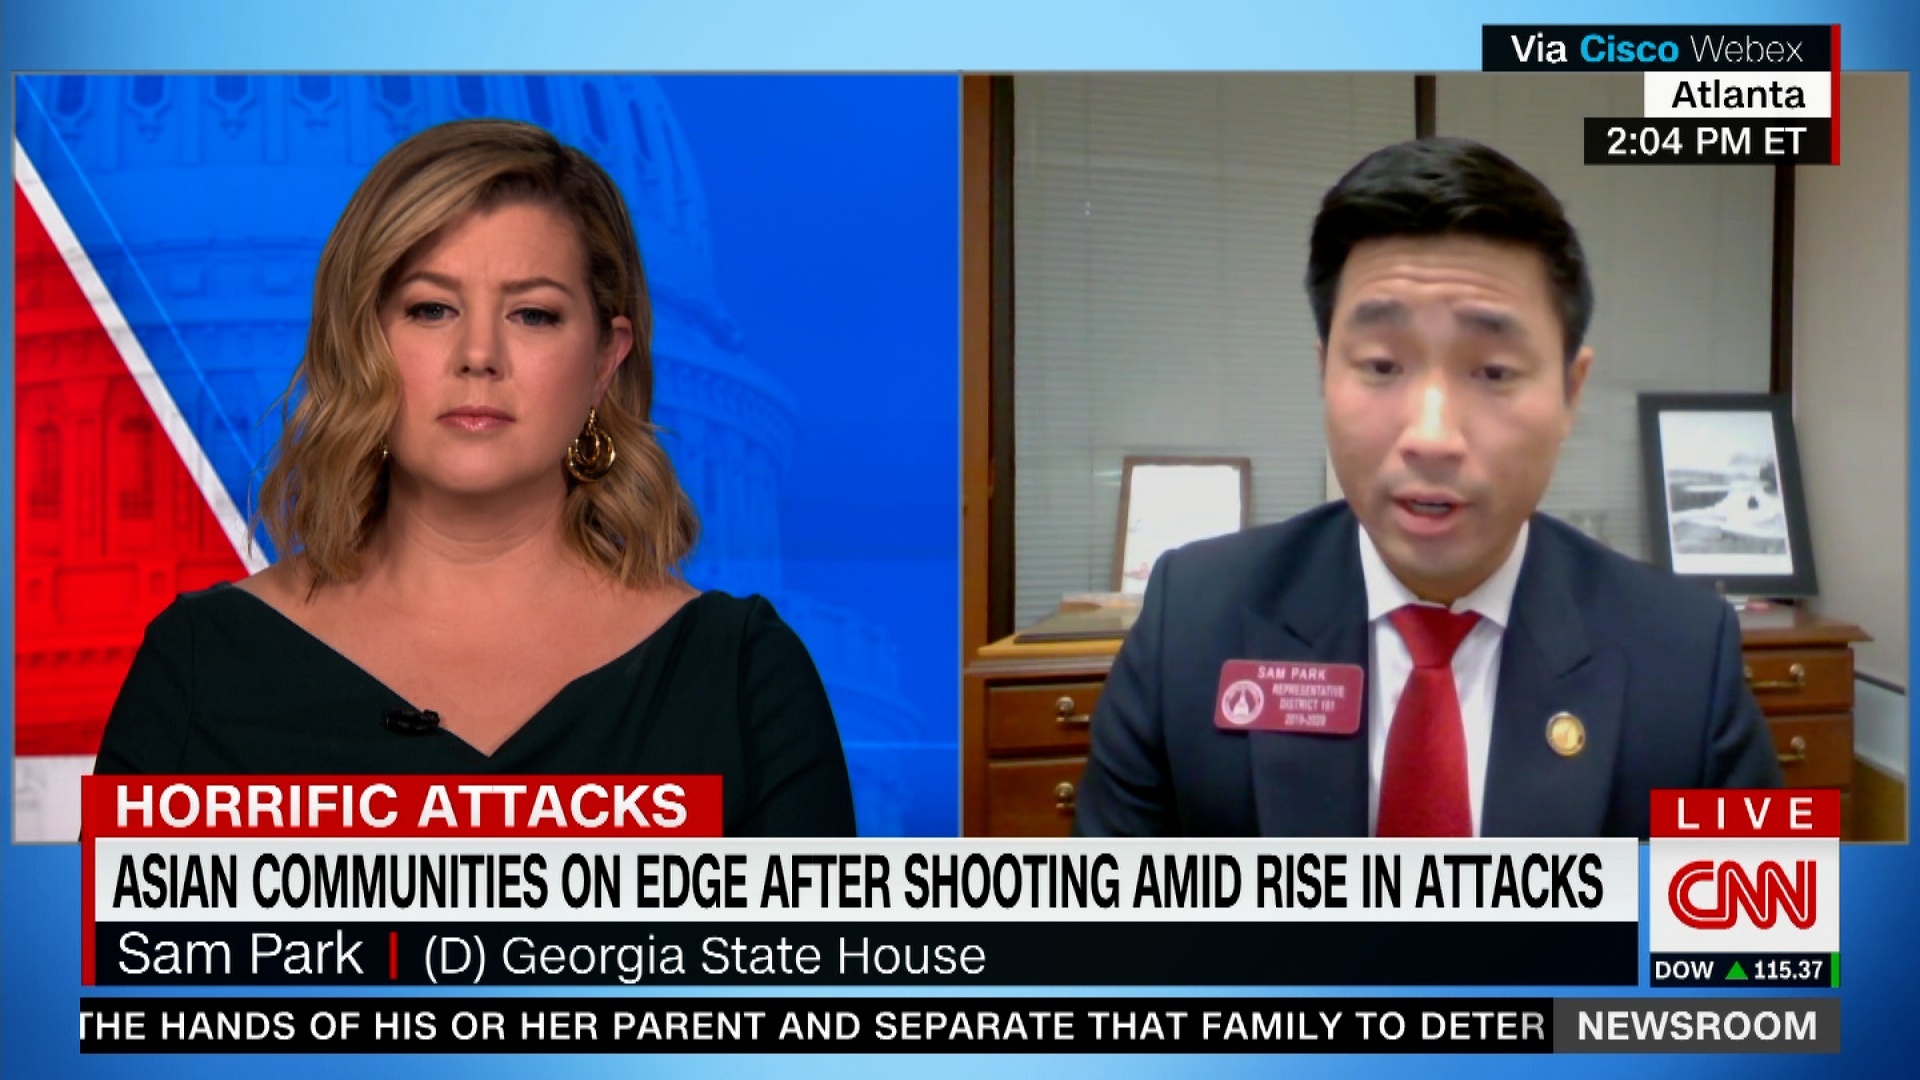 Via Cisco Webex
Atlanta
2:04 PM ET
SAM PARK
REPRESENTATIVE
DISTRICT 101
2019-2020
HORRIFIC ATTACKS
ASIAN COMMUNITIES ON EDGE AFTER SHOOTING AMID RISE IN ATTACKS
Sam Park | (D) Georgia State House
LIVE
CNN
DOW ▲ 115.37
THE HANDS OF HIS OR HER PARENT AND SEPARATE THAT FAMILY TO DETER
NEWSROOM